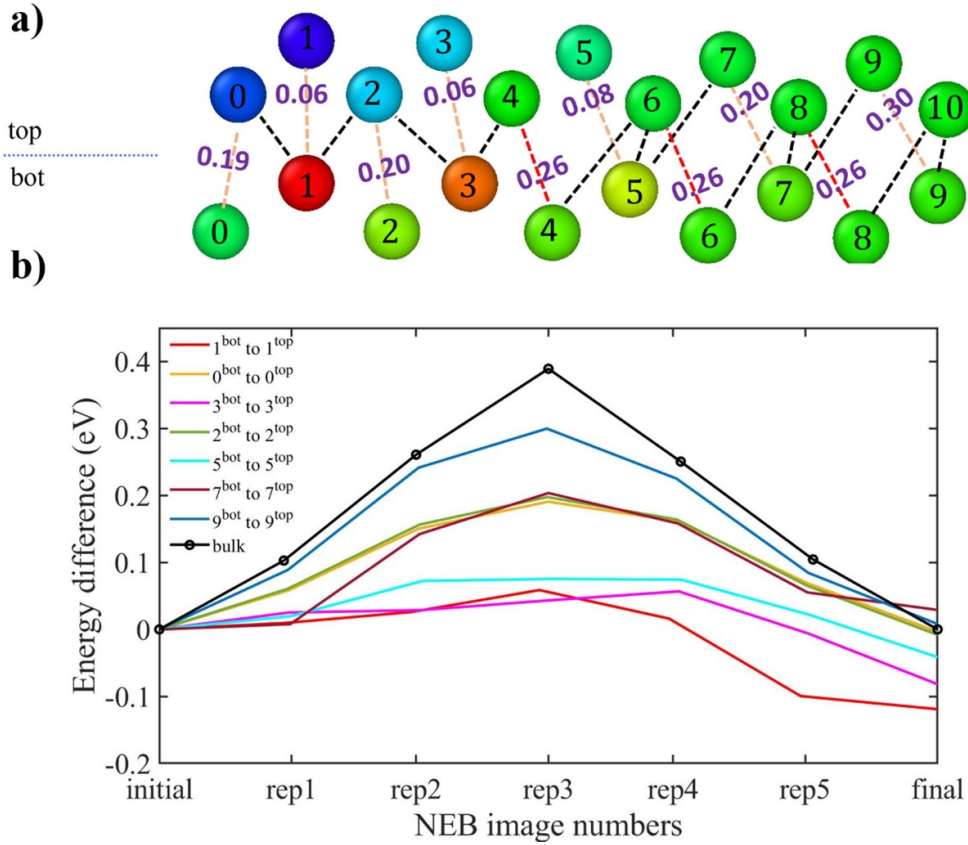 a)
0 1 2 3 4 5 6 7 8 9 10
0.19 0.06 0.20 0.06 0.26 0.08 0.26 0.20 0.26 0.30
top
bot
0 1 2 3 4 5 6 7 8 9
b)
1bot to 1top
0bot to 0top
3bot to 3top
2bot to 2top
5bot to 5top
7bot to 7top
9bot to 9top
bulk
Energy difference (eV)
0.4
0.3
0.2
0.1
0
-0.1
-0.2
initial rep1 rep2 rep3 rep4 rep5 final
NEB image numbers